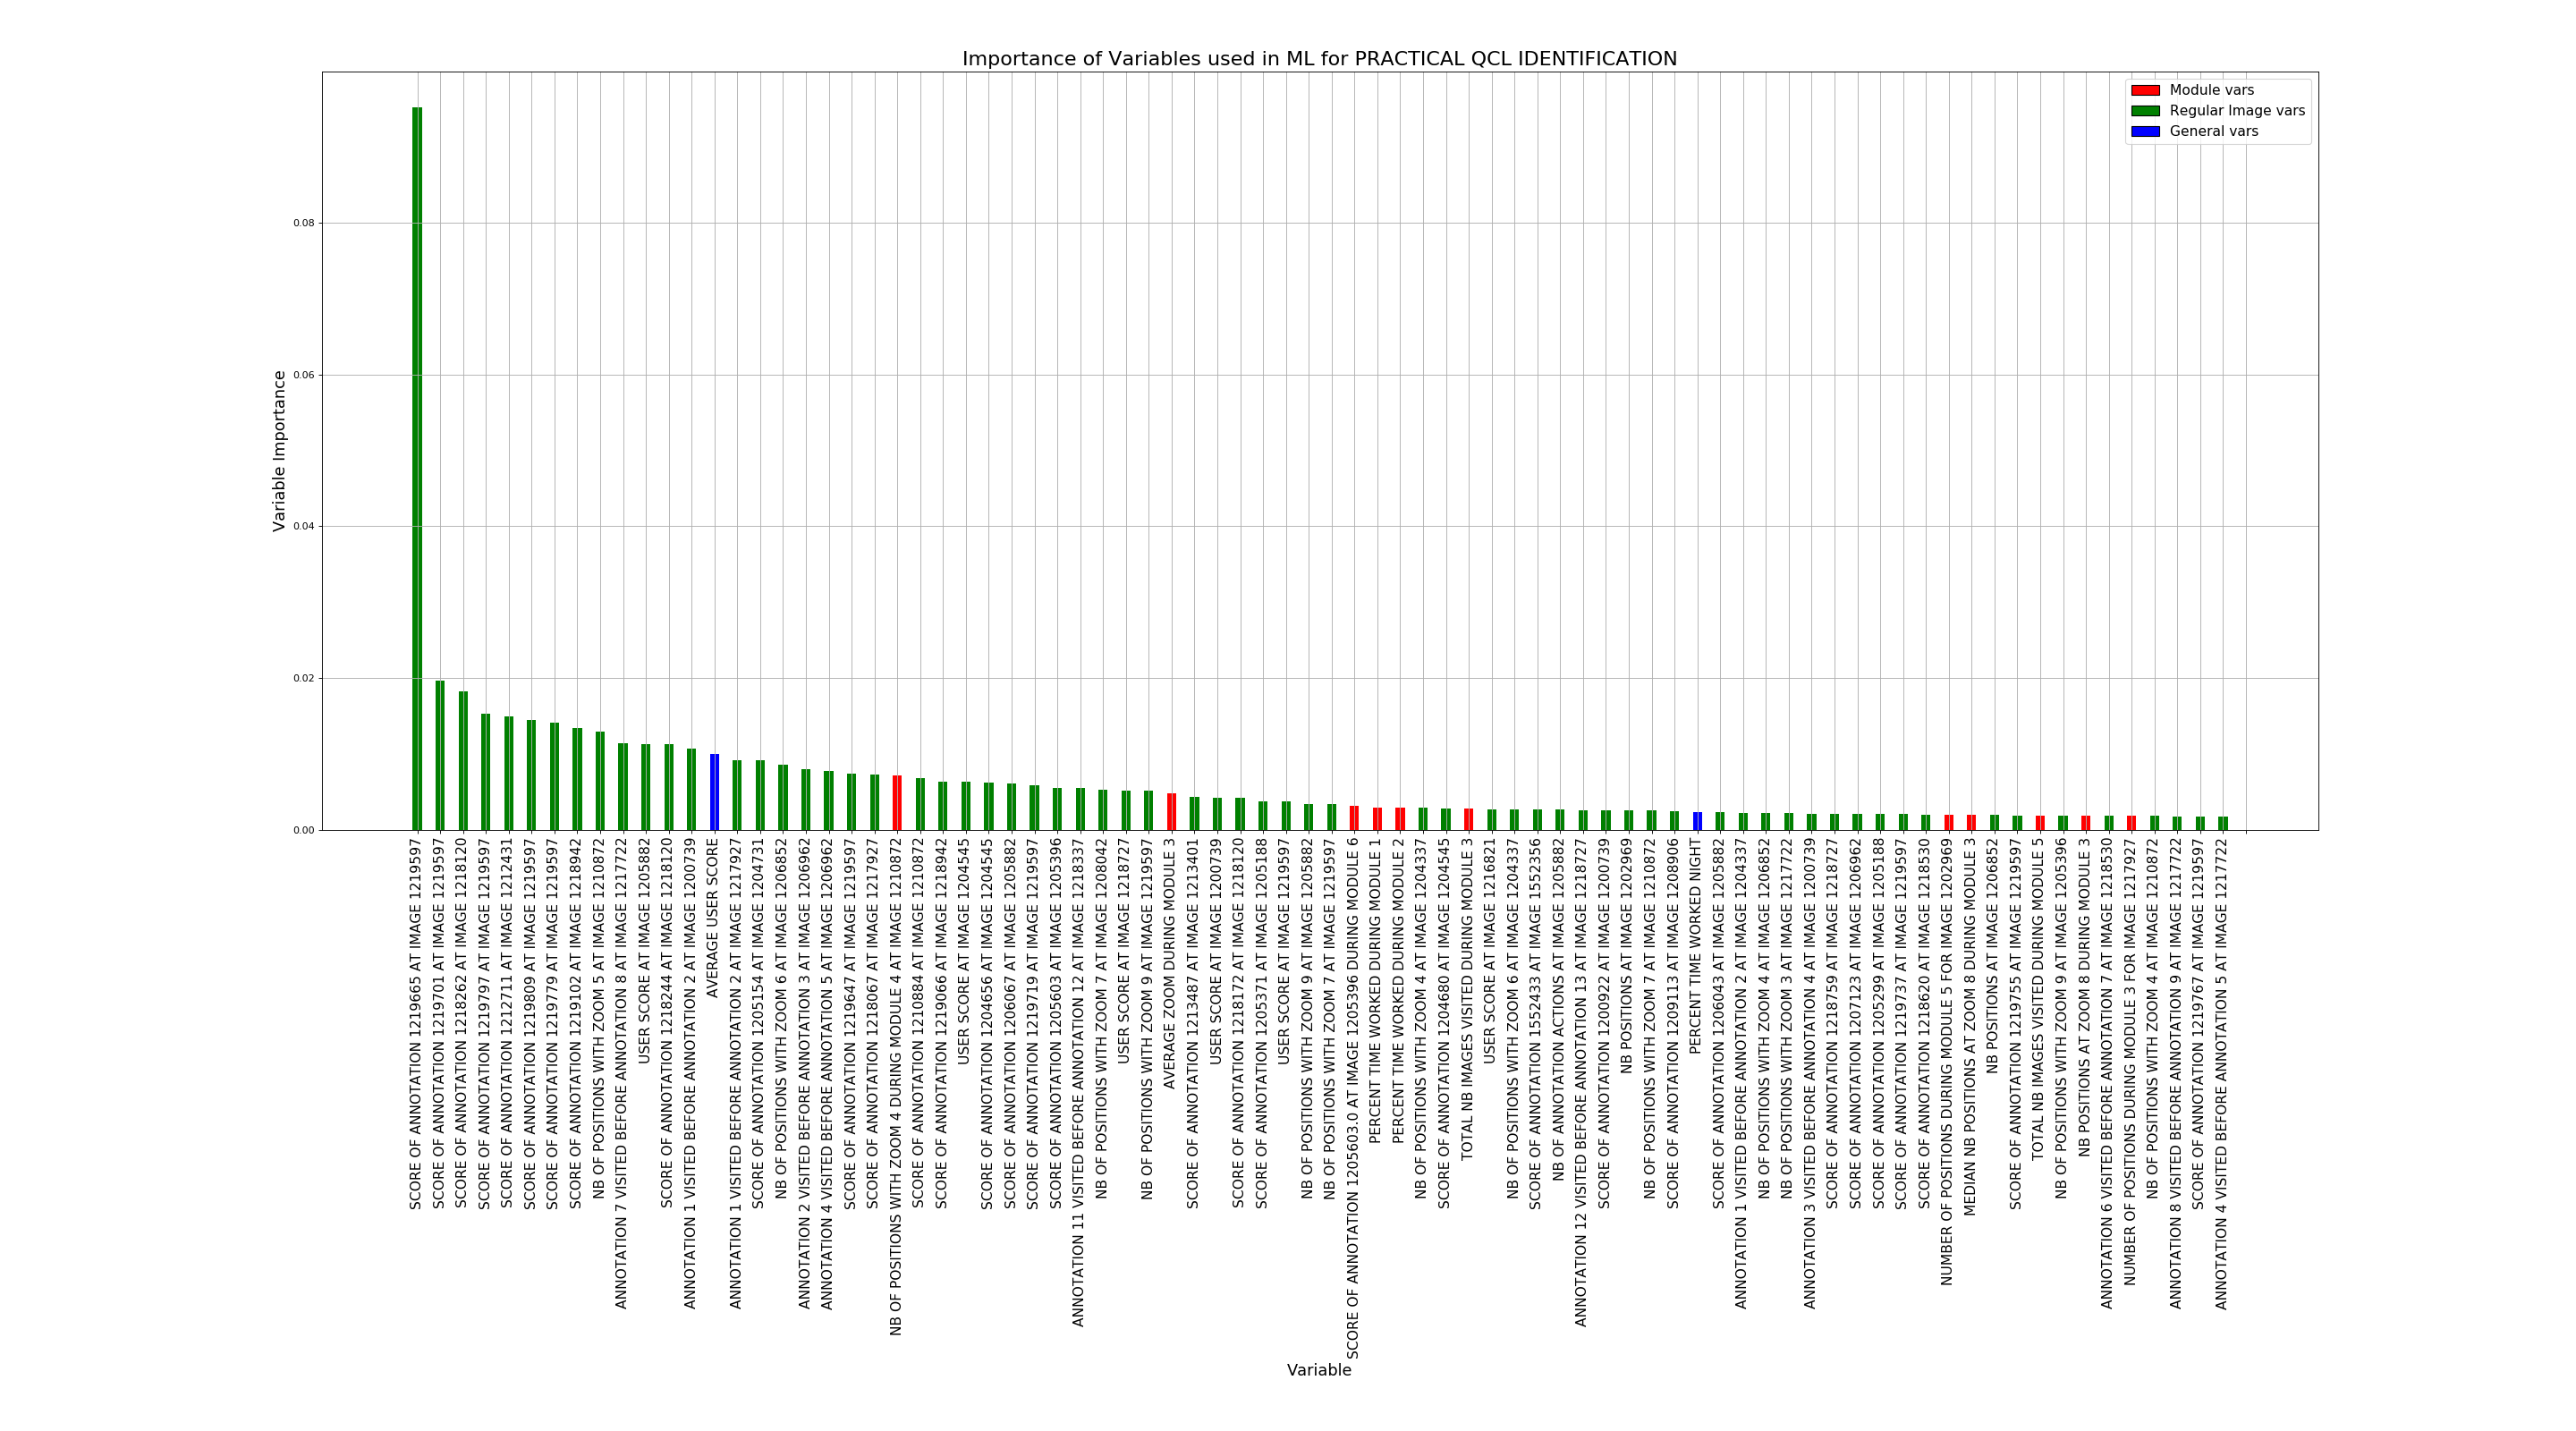 Importance of Variables used in ML for PRACTICAL QCL IDENTIFICATION
Module vars
Regular Image vars
General vars
Variable Importance
0.08
0.06
0.04
0.02
0.00
SCORE OF ANNOTATION 1219665 AT IMAGE 1219597
SCORE OF ANNOTATION 1219701 AT IMAGE 1219597
SCORE OF ANNOTATION 1218262 AT IMAGE 1218120
SCORE OF ANNOTATION 1219797 AT IMAGE 1219597
SCORE OF ANNOTATION 1212711 AT IMAGE 1212431
SCORE OF ANNOTATION 1219809 AT IMAGE 1219597
SCORE OF ANNOTATION 1219779 AT IMAGE 1219597
SCORE OF ANNOTATION 1219102 AT IMAGE 1218942
NB OF POSITIONS WITH ZOOM 5 AT IMAGE 1210872
ANNOTATION 7 VISITED BEFORE ANNOTATION 8 AT IMAGE 1217722
USER SCORE AT IMAGE 1205882
SCORE OF ANNOTATION 1218244 AT IMAGE 1218120
ANNOTATION 1 VISITED BEFORE ANNOTATION 2 AT IMAGE 1200739
AVERAGE USER SCORE
ANNOTATION 1 VISITED BEFORE ANNOTATION 2 AT IMAGE 1217927
SCORE OF ANNOTATION 1205154 AT IMAGE 1204731
NB OF POSITIONS WITH ZOOM 6 AT IMAGE 1206852
ANNOTATION 2 VISITED BEFORE ANNOTATION 3 AT IMAGE 1206962
ANNOTATION 4 VISITED BEFORE ANNOTATION 5 AT IMAGE 1206962
SCORE OF ANNOTATION 1219647 AT IMAGE 1219597
SCORE OF ANNOTATION 1218067 AT IMAGE 1217927
NB OF POSITIONS WITH ZOOM 4 DURING MODULE 4 AT IMAGE 1210872
SCORE OF ANNOTATION 1210884 AT IMAGE 1210872
SCORE OF ANNOTATION 1219066 AT IMAGE 1218942
USER SCORE AT IMAGE 1204545
SCORE OF ANNOTATION 1204656 AT IMAGE 1204545
SCORE OF ANNOTATION 1206067 AT IMAGE 1205882
SCORE OF ANNOTATION 1219719 AT IMAGE 1219597
SCORE OF ANNOTATION 1205603 AT IMAGE 1205396
ANNOTATION 11 VISITED BEFORE ANNOTATION 12 AT IMAGE 1218337
NB OF POSITIONS WITH ZOOM 7 AT IMAGE 1208042
USER SCORE AT IMAGE 1218727
NB OF POSITIONS WITH ZOOM 9 AT IMAGE 1219597
AVERAGE ZOOM DURING MODULE 3
SCORE OF ANNOTATION 1213487 AT IMAGE 1213401
USER SCORE AT IMAGE 1200739
SCORE OF ANNOTATION 1218172 AT IMAGE 1218120
SCORE OF ANNOTATION 1205371 AT IMAGE 1205188
USER SCORE AT IMAGE 1219597
NB OF POSITIONS WITH ZOOM 9 AT IMAGE 1205882
NB OF POSITIONS WITH ZOOM 7 AT IMAGE 1219597
SCORE OF ANNOTATION 1205603.0 AT IMAGE 1205396 DURING MODULE 6
PERCENT TIME WORKED DURING MODULE 1
PERCENT TIME WORKED DURING MODULE 2
NB OF POSITIONS WITH ZOOM 4 AT IMAGE 1204337
SCORE OF ANNOTATION 1204680 AT IMAGE 1204545
TOTAL NB IMAGES VISITED DURING MODULE 3
USER SCORE AT IMAGE 1216821
NB OF POSITIONS WITH ZOOM 6 AT IMAGE 1204337
SCORE OF ANNOTATION 1552433 AT IMAGE 1552356
NB OF ANNOTATION ACTIONS AT IMAGE 1205882
ANNOTATION 12 VISITED BEFORE ANNOTATION 13 AT IMAGE 1218727
SCORE OF ANNOTATION 1200922 AT IMAGE 1200739
NB POSITIONS AT IMAGE 1202969
NB OF POSITIONS WITH ZOOM 7 AT IMAGE 1210872
SCORE OF ANNOTATION 1209113 AT IMAGE 1208906
PERCENT TIME WORKED NIGHT
SCORE OF ANNOTATION 1206043 AT IMAGE 1205882
ANNOTATION 1 VISITED BEFORE ANNOTATION 2 AT IMAGE 1204337
NB OF POSITIONS WITH ZOOM 4 AT IMAGE 1206852
NB OF POSITIONS WITH ZOOM 3 AT IMAGE 1217722
ANNOTATION 3 VISITED BEFORE ANNOTATION 4 AT IMAGE 1200739
SCORE OF ANNOTATION 1218759 AT IMAGE 1218727
SCORE OF ANNOTATION 1207123 AT IMAGE 1206962
SCORE OF ANNOTATION 1205299 AT IMAGE 1205188
SCORE OF ANNOTATION 1219737 AT IMAGE 1219597
SCORE OF ANNOTATION 1218620 AT IMAGE 1218530
NUMBER OF POSITIONS DURING MODULE 5 FOR IMAGE 1202969
MEDIAN NB POSITIONS AT ZOOM 8 DURING MODULE 3
NB POSITIONS AT IMAGE 1206852
SCORE OF ANNOTATION 1219755 AT IMAGE 1219597
TOTAL NB IMAGES VISITED DURING MODULE 5
NB OF POSITIONS WITH ZOOM 9 AT IMAGE 1205396
NB POSITIONS AT ZOOM 8 DURING MODULE 3
ANNOTATION 6 VISITED BEFORE ANNOTATION 7 AT IMAGE 1218530
NUMBER OF POSITIONS DURING MODULE 3 FOR IMAGE 1217927
NB OF POSITIONS WITH ZOOM 4 AT IMAGE 1210872
ANNOTATION 8 VISITED BEFORE ANNOTATION 9 AT IMAGE 1217722
SCORE OF ANNOTATION 1219767 AT IMAGE 1219597
ANNOTATION 4 VISITED BEFORE ANNOTATION 5 AT IMAGE 1217722
Variable